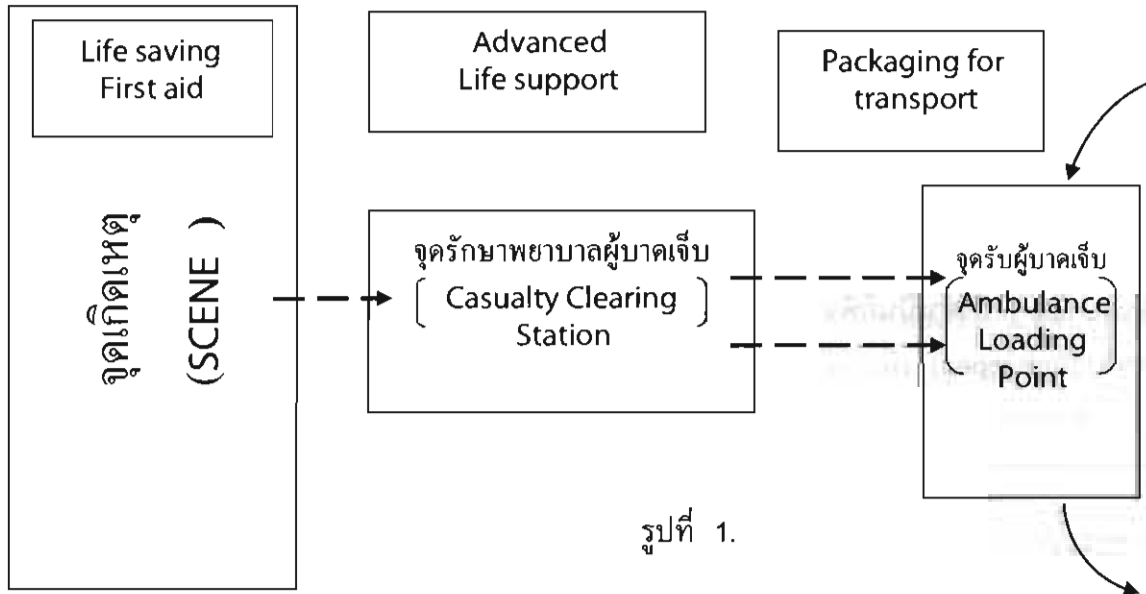 Life saving
First aid
Advanced
Life support
Packaging for
transport
จุดเกิดเหตุ
(SCENE )
จุดรักษาพยาบาลผู้บาดเจ็บ
(Casualty Clearing
Station)
จุดรับผู้บาดเจ็บ
(Ambulance
Loading
Point)
รูปที่ 1.